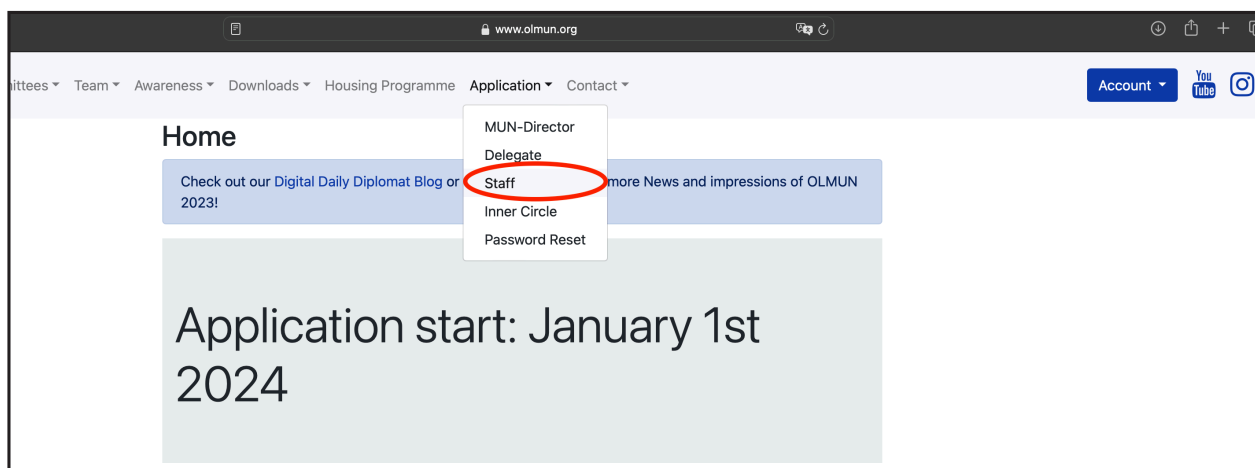 www.olmun.org
ittees Team Awareness Downloads Housing Programme Application Contact Account You Tube
MUN-Director
Delegate
Staff
Inner Circle
Password Reset
Home
Check out our Digital Daily Diplomat Blog or more News and impressions of OLMUN
2023!
Application start: January 1st
2024